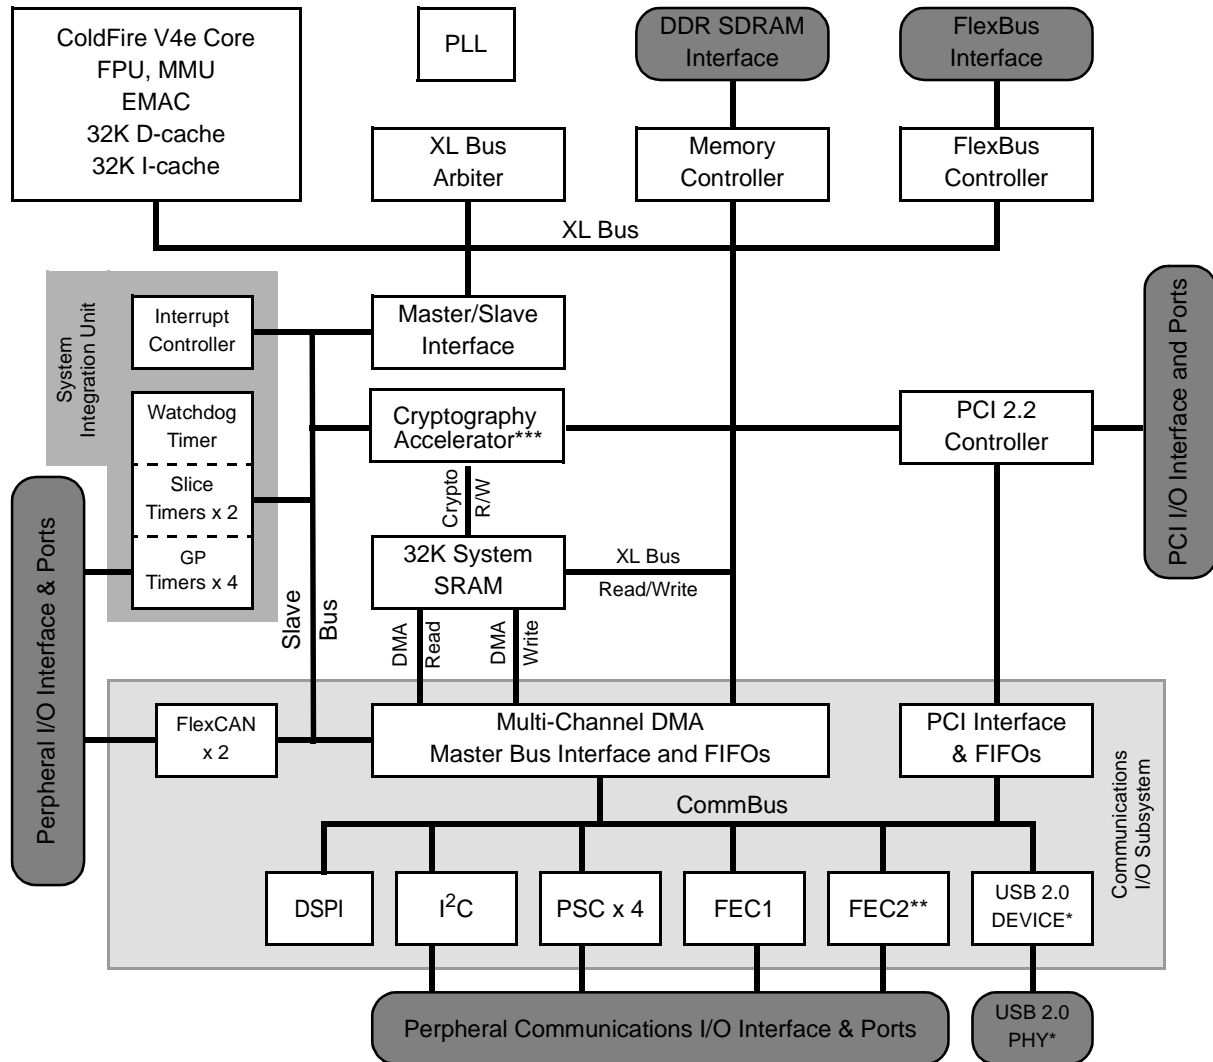 ColdFire V4e Core
FPU, MMU
EMAC
32K D-cache
32K I-cache
PLL
DDR SDRAM
Interface
FlexBus
Interface
XL Bus
Arbiter
Memory
Controller
FlexBus
Controller
XL Bus
System
Integration Unit
Interrupt
Controller
Master/Slave
Interface
PCI I/O Interface and Ports
Watchdog
Timer
Slice
Timers x 2
GP
Timers x 4
Cryptography
Accelerator***
PCI 2.2
Controller
Crypto
R/W
32K System
SRAM
XL Bus
Read/Write
Perpheral I/O Interface & Ports
Slave
Bus
DMA
Read
DMA
Write
FlexCAN
x 2
Multi-Channel DMA
Master Bus Interface and FIFOs
PCI Interface
& FIFOs
Communications
I/O Subsystem
CommBus
DSPI
I²C
PSC x 4
FEC1
FEC2**
USB 2.0
DEVICE*
Perpheral Communications I/O Interface & Ports
USB 2.0
PHY*